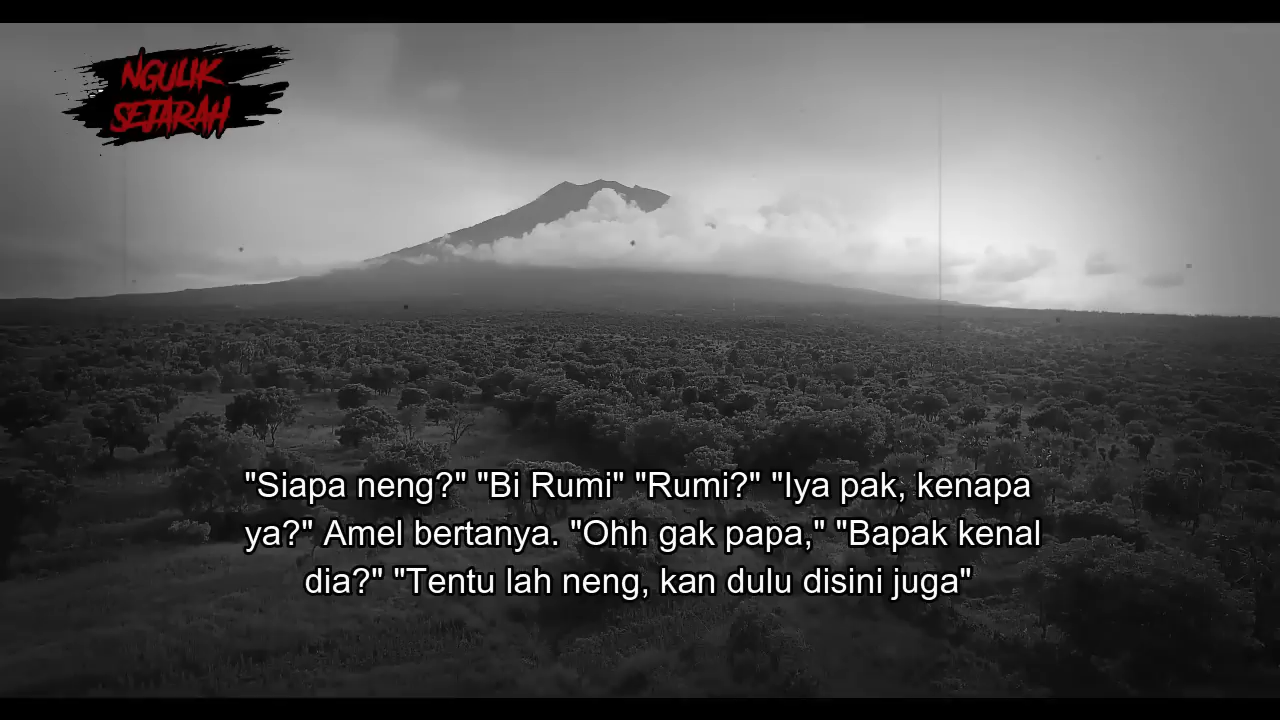 NGULIK
SEJARAH
"Siapa neng?" "Bi Rumi" "Rumi?" "Iya pak, kenapa
ya?" Amel bertanya. "Ohh gak papa," "Bapak kenal
dia?" "Tentu lah neng, kan dulu disini juga"